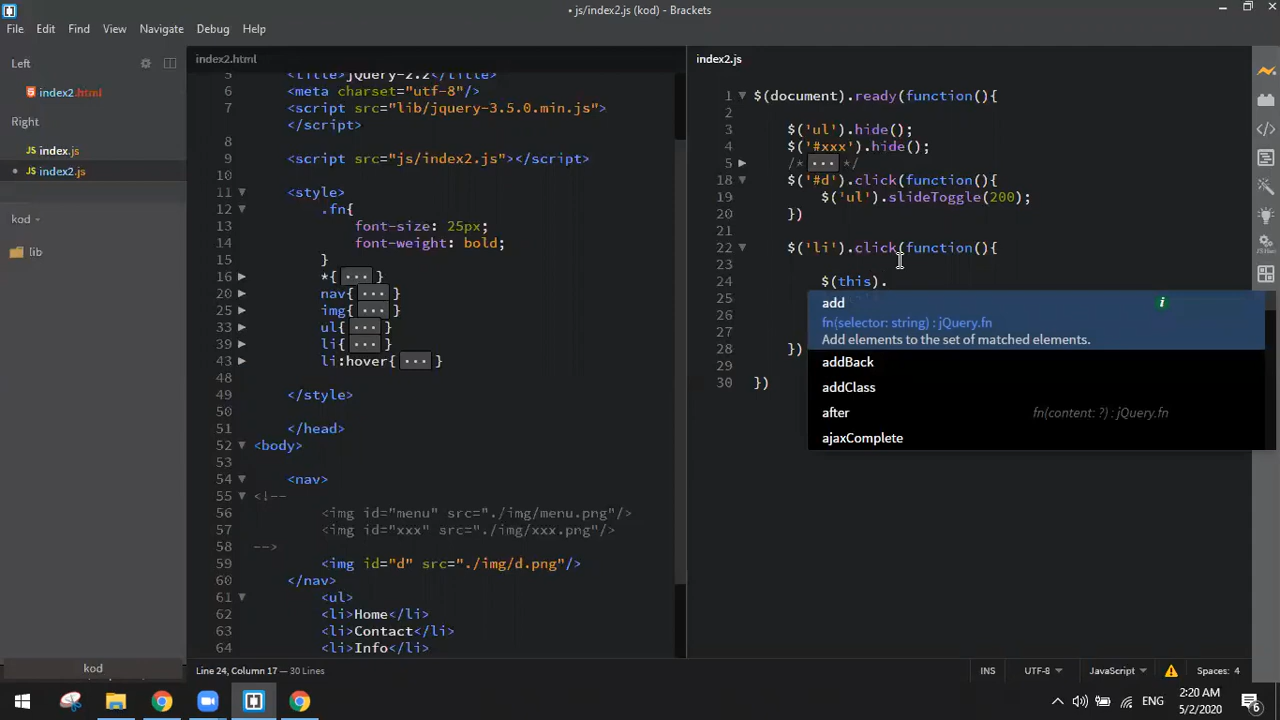 • js/index2.js (kod) - Brackets
File Edit Find View Navigate Debug Help
Left
index2.html
Right
index.js
• index2.js
kod
lib
kod
index2.html
5 <title>jQuery-2.2</title>
6 <meta charset="utf-8"/>
7 <script src="lib/jquery-3.5.0.min.js">
</script>
8
9 <script src="js/index2.js"></script>
10
11 <style>
12 .fn{
13 font-size: 25px;
14 font-weight: bold;
15 }
16 *{ ... }
20 nav{ ... }
25 img{ ... }
33 ul{ ... }
39 li{ ... }
43 li:hover{ ... }
48
49 </style>
50
51 </head>
52 <body>
53
54 <nav>
55 <!--
56 <img id="menu" src="./img/menu.png"/>
57 <img id="xxx" src="./img/xxx.png"/>
58 -->
59 <img id="d" src="./img/d.png"/>
60 </nav>
61 <ul>
62 <li>Home</li>
63 <li>Contact</li>
64 <li>Info</li>
index2.js
1 $(document).ready(function(){
2
3 $('ul').hide();
4 $('#xxx').hide();
5 /* ... */
18 $('#d').click(function(){
19 $('ul').slideToggle(200);
20 })
21
22 $('li').click(function(){
23
24 $(this).
25
26
27
28 })
29
30 })
add
fn(selector: string) : jQuery.fn
Add elements to the set of matched elements.
addBack
addClass
after fn(content: ?) : jQuery.fn
ajaxComplete
Line 24, Column 17 — 30 Lines
INS UTF-8 JavaScript Spaces: 4
ENG
2:20 AM
5/2/2020
6